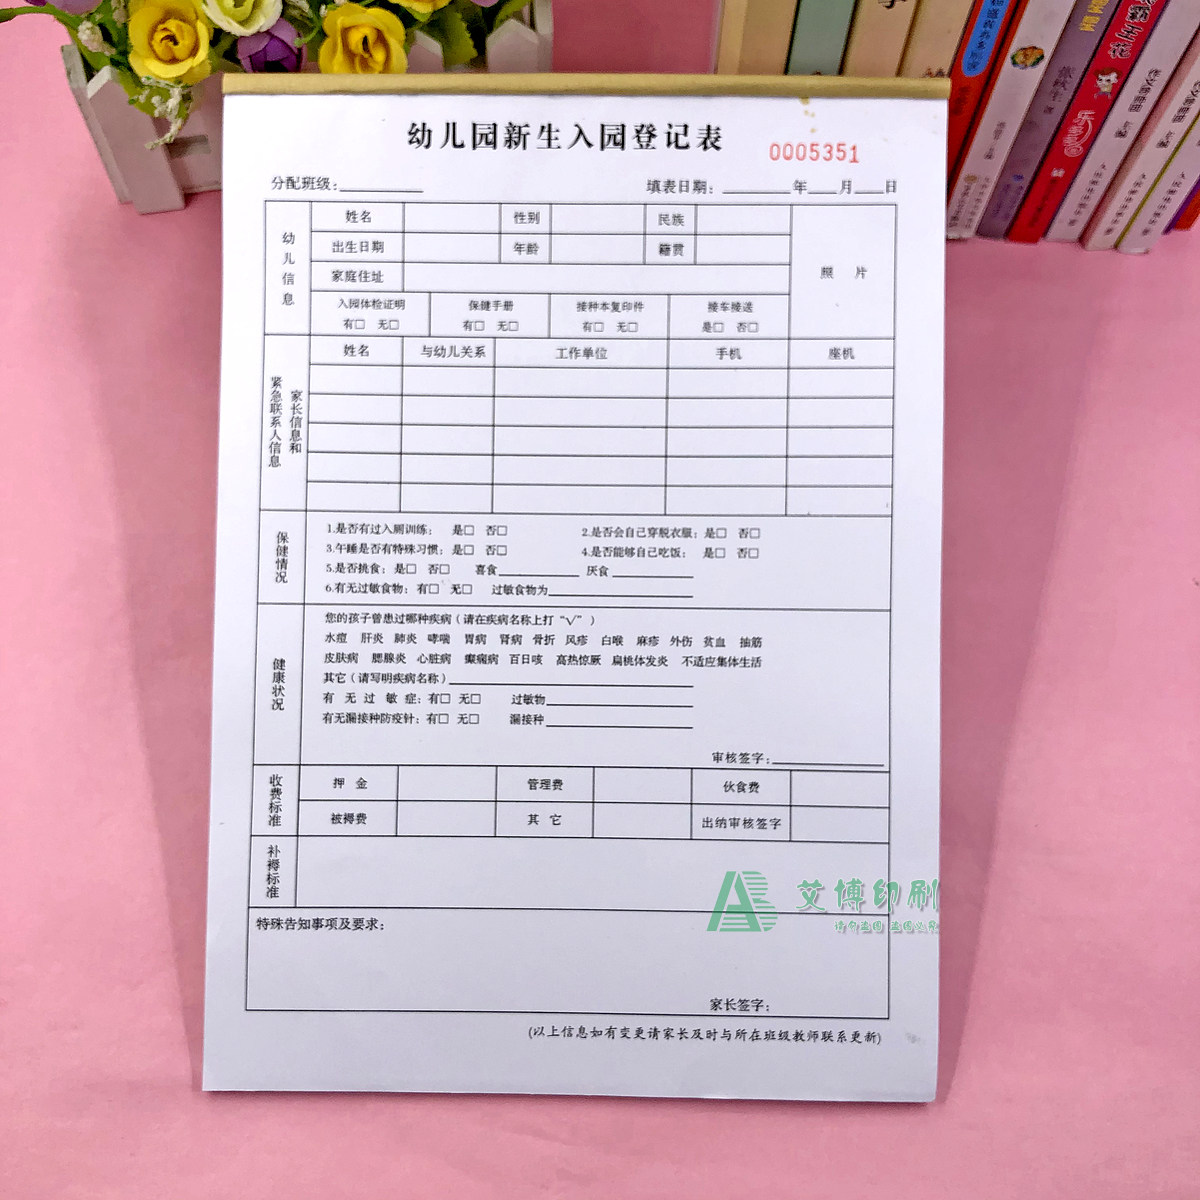 幼儿园新生入园登记表
0005351
分配班级:
填表日期: 年 月 日
幼儿信息
姓名 性别 民族
出生日期 年龄 籍贯
家庭住址
照 片
入园体检证明 保健手册 接种本复印件 接车接送
有□ 无□ 有□ 无□ 有□ 无□ 是□ 否□
家长信息和紧急联系人信息
姓名 与幼儿关系 工作单位 手机 座机
保健情况
1.是否有过入厕训练: 是□ 否□ 2.是否会自己穿脱衣服: 是□ 否□
3.午睡是否有特殊习惯: 是□ 否□ 4.是否能够自己吃饭: 是□ 否□
5.是否挑食: 是□ 否□ 喜食 厌食
6.有无过敏食物: 有□ 无□ 过敏食物为
健康状况
您的孩子曾患过哪种疾病(请在疾病名称上打“√”)
水痘 肝炎 肺炎 哮喘 胃病 肾病 骨折 风疹 白喉 麻疹 外伤 贫血 抽筋
皮肤病 腮腺炎 心脏病 癫痫病 百日咳 高热惊厥 扁桃体发炎 不适应集体生活
其它(请写明疾病名称)
有 无 过 敏 症: 有□ 无□ 过敏物
有无漏接种防疫针: 有□ 无□ 漏接种
审核签字:
收费标准
押 金 管理费 伙食费
被褥费 其 它 出纳审核签字
补褥标准
特殊告知事项及要求:
家长签字:
(以上信息如有变更请家长及时与所在班级教师联系更新)
艾博印刷
请勿盗图 盗图必究